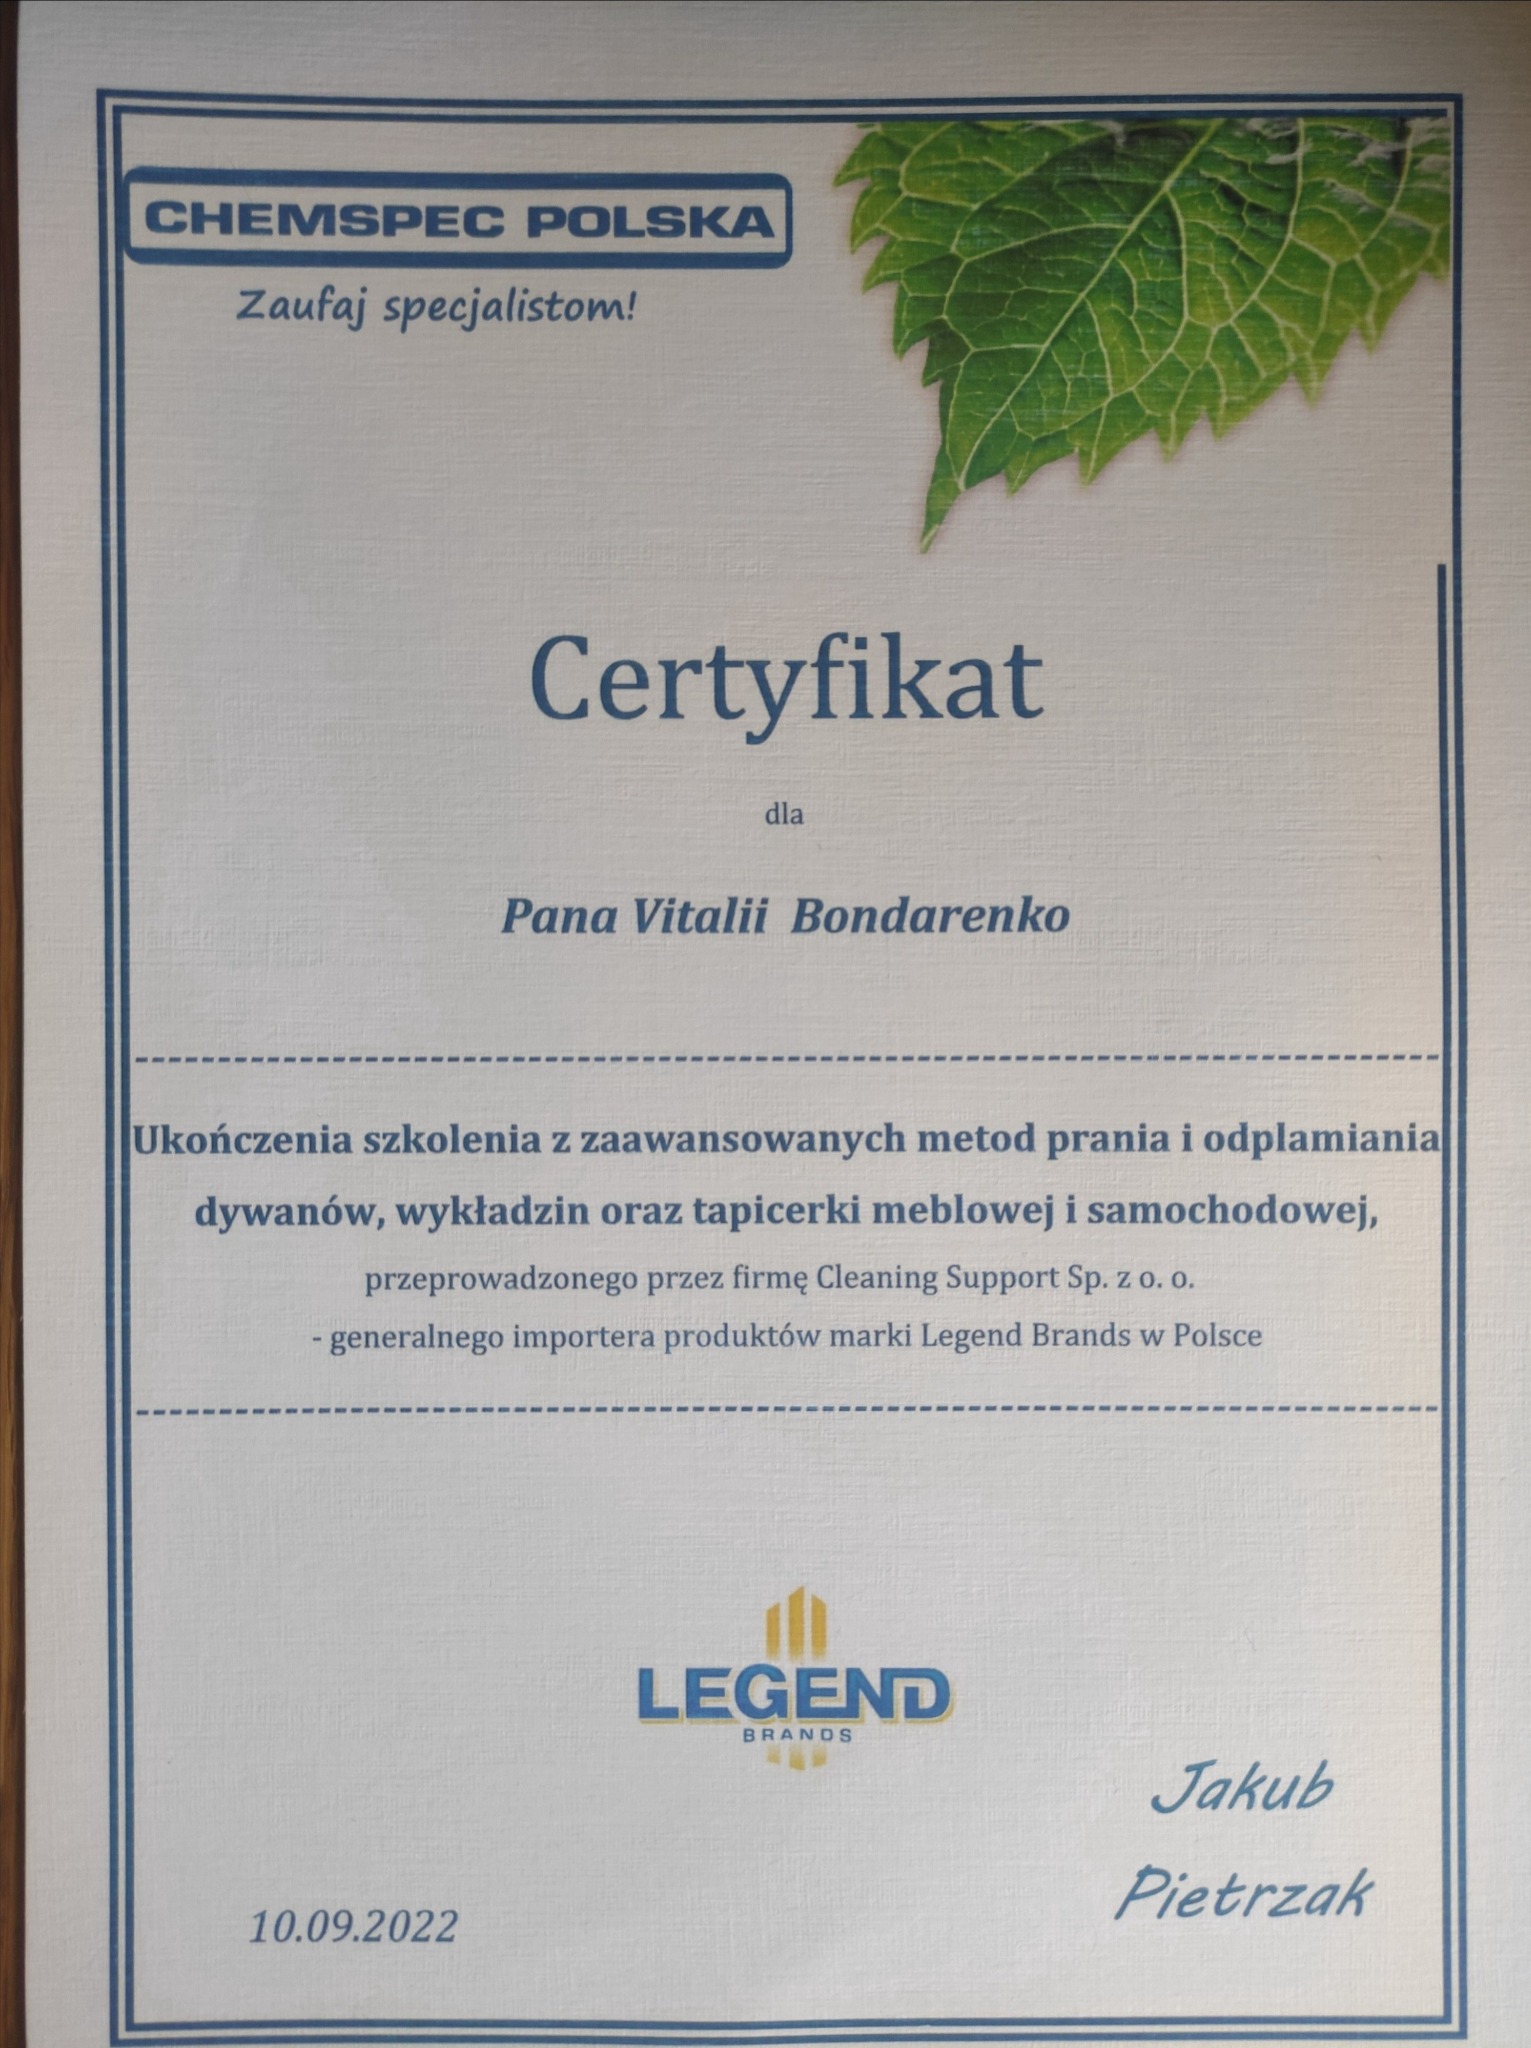 CHEMSPEC POLSKA
Zaufaj specjalistom!
Certyfikat
dla
Pana Vitalii Bondarenko
Ukończenia szkolenia z zaawansowanych metod prania i odplamiania
dywanów, wykładzin oraz tapicerki meblowej i samochodowej,
przeprowadzonego przez firmę Cleaning Support Sp. z o. o.
- generalnego importera produktów marki Legend Brands w Polsce
LEGEND
BRANDS
Jakub
Pietrzak
10.09.2022